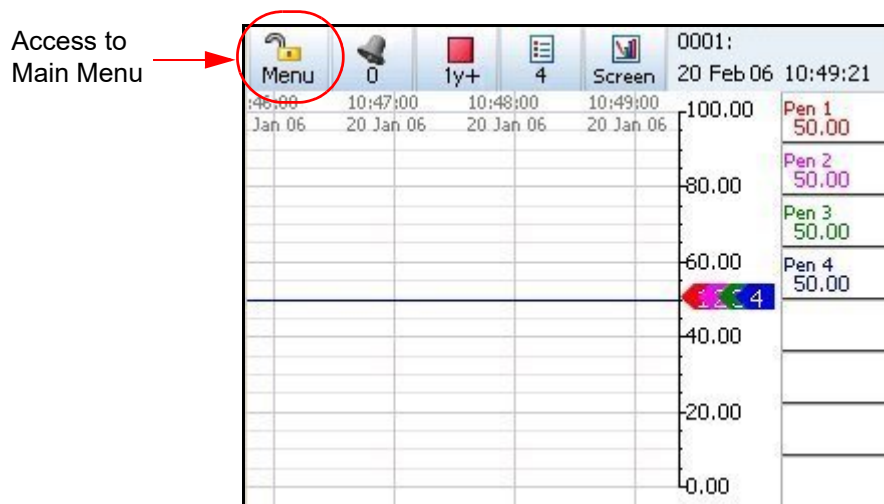 Access to
Main Menu
Menu
0
1y+
4
Screen
0001:
20 Feb 06 10:49:21
:46:00 10:47:00 10:48:00 10:49:00
Jan 06 20 Jan 06 20 Jan 06 20 Jan 06
100.00
80.00
60.00
40.00
20.00
0.00
4
Pen 1
50.00
Pen 2
50.00
Pen 3
50.00
Pen 4
50.00